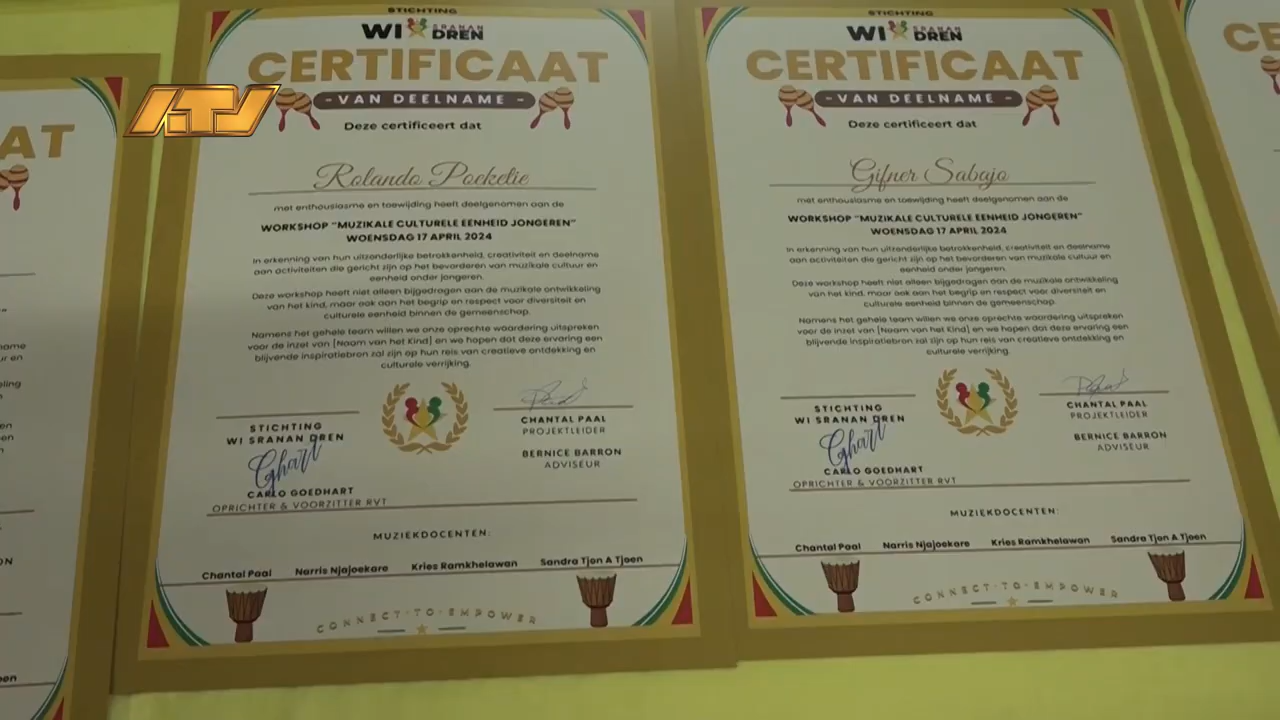 ATV
STICHTING
WI SRANAN DREN
CERTIFICAAT
- VAN DEELNAME -
Deze certificeert dat
Rolando Poeketie
met enthousiasme en toewijding heeft deelgenomen aan de
WORKSHOP "MUZIKALE CULTURELE EENHEID JONGEREN"
WOENSDAG 17 APRIL 2024
In erkenning van hun uitzonderlijke betrokkenheid, creativiteit en deelname
aan activiteiten die gericht zijn op het bevorderen van muzikale cultuur en
eenheid onder jongeren.
Deze workshop heeft niet alleen bijgedragen aan de muzikale ontwikkeling
van het kind, maar ook aan het begrip en respect voor diversiteit en
culturele eenheid binnen de gemeenschap.
Namens het gehele team willen we onze oprechte waardering uitspreken
voor de inzet van [Naam van het Kind] en we hopen dat deze ervaring een
blijvende inspiratiebron zal zijn op hun reis van creatieve ontdekking en
culturele verrijking.
STICHTING
WI SRANAN DREN
CARLO GOEDHART
OPRICHTER & VOORZITTER RVT
CHANTAL PAAL
PROJEKTLEIDER
BERNICE BARRON
ADVISEUR
MUZIEKDOCENTEN:
Chantal Paal Narris Njajoekare Kries Ramkhelawan Sandra Tjon A Tjoen
CONNECT-TO-EMPOWER
STICHTING
WI SRANAN DREN
CERTIFICAAT
- VAN DEELNAME -
Deze certificeert dat
Gifner Sabajo
met enthousiasme en toewijding heeft deelgenomen aan de
WORKSHOP "MUZIKALE CULTURELE EENHEID JONGEREN"
WOENSDAG 17 APRIL 2024
In erkenning van hun uitzonderlijke betrokkenheid, creativiteit en deelname
aan activiteiten die gericht zijn op het bevorderen van muzikale cultuur en
eenheid onder jongeren.
Deze workshop heeft niet alleen bijgedragen aan de muzikale ontwikkeling
van het kind, maar ook aan het begrip en respect voor diversiteit en
culturele eenheid binnen de gemeenschap.
Namens het gehele team willen we onze oprechte waardering uitspreken
voor de inzet van [Naam van het Kind] en we hopen dat deze ervaring een
blijvende inspiratiebron zal zijn op hun reis van creatieve ontdekking en
culturele verrijking.
STICHTING
WI SRANAN DREN
CARLO GOEDHART
OPRICHTER & VOORZITTER RVT
CHANTAL PAAL
PROJEKTLEIDER
BERNICE BARRON
ADVISEUR
MUZIEKDOCENTEN:
Chantal Paal Narris Njajoekare Kries Ramkhelawan Sandra Tjon A Tjoen
CONNECT-TO-EMPOWER